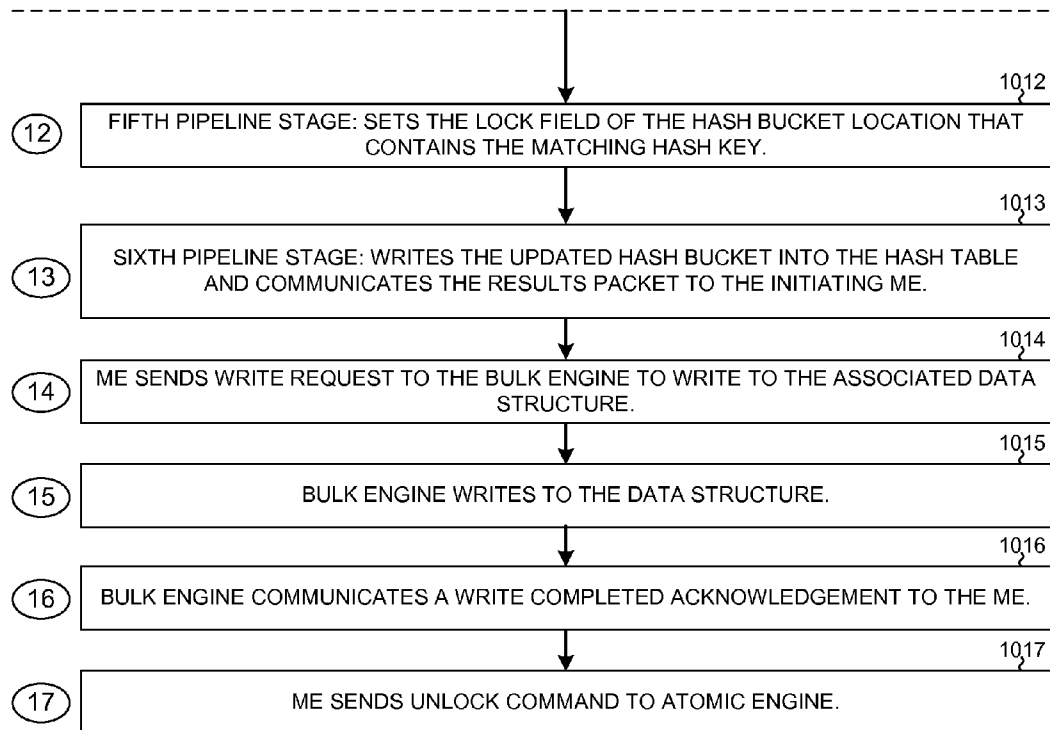 1012
12
FIFTH PIPELINE STAGE: SETS THE LOCK FIELD OF THE HASH BUCKET LOCATION THAT
CONTAINS THE MATCHING HASH KEY.
1013
13
SIXTH PIPELINE STAGE: WRITES THE UPDATED HASH BUCKET INTO THE HASH TABLE
AND COMMUNICATES THE RESULTS PACKET TO THE INITIATING ME.
1014
14
ME SENDS WRITE REQUEST TO THE BULK ENGINE TO WRITE TO THE ASSOCIATED DATA
STRUCTURE.
1015
15
BULK ENGINE WRITES TO THE DATA STRUCTURE.
1016
16
BULK ENGINE COMMUNICATES A WRITE COMPLETED ACKNOWLEDGEMENT TO THE ME.
1017
17
ME SENDS UNLOCK COMMAND TO ATOMIC ENGINE.